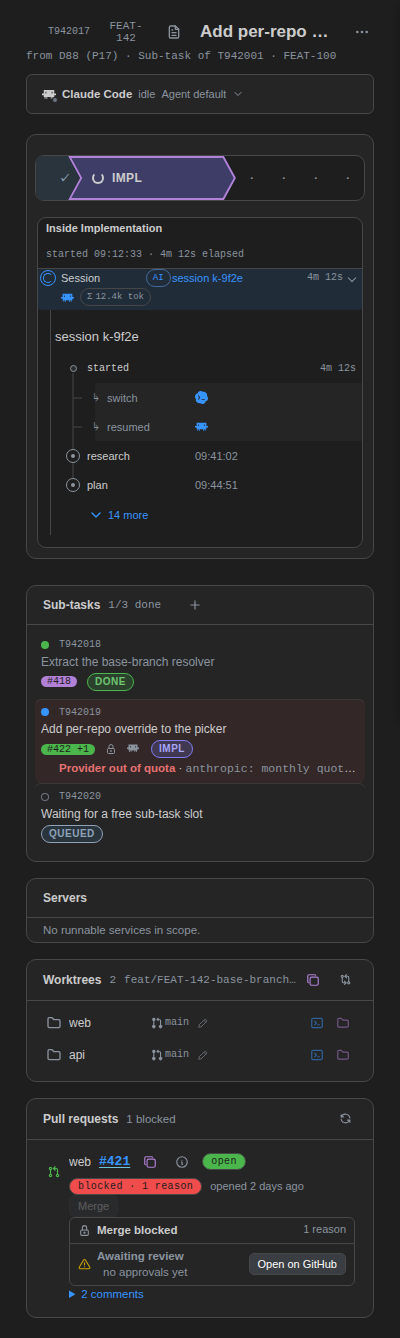 T942017 FEAT-142 Add per-repo …
from D88 (P17) · Sub-task of T942001 · FEAT-100
Claude Code idle Agent default
✓ IMPL
Inside Implementation
started 09:12:33 · 4m 12s elapsed
Session AI session k-9f2e 4m 12s
Σ 12.4k tok
session k-9f2e
started 4m 12s
↳ switch
↳ resumed
research 09:41:02
plan 09:44:51
14 more
Sub-tasks 1/3 done
T942018
Extract the base-branch resolver
#418 DONE
T942019
Add per-repo override to the picker
#422 +1 IMPL
Provider out of quota · anthropic: monthly quot…
T942020
Waiting for a free sub-task slot
QUEUED
Servers
No runnable services in scope.
Worktrees 2 feat/FEAT-142-base-branch…
web main
api main
Pull requests 1 blocked
web #421 open
blocked · 1 reason opened 2 days ago
Merge
Merge blocked 1 reason
Awaiting review
no approvals yet
Open on GitHub
2 comments